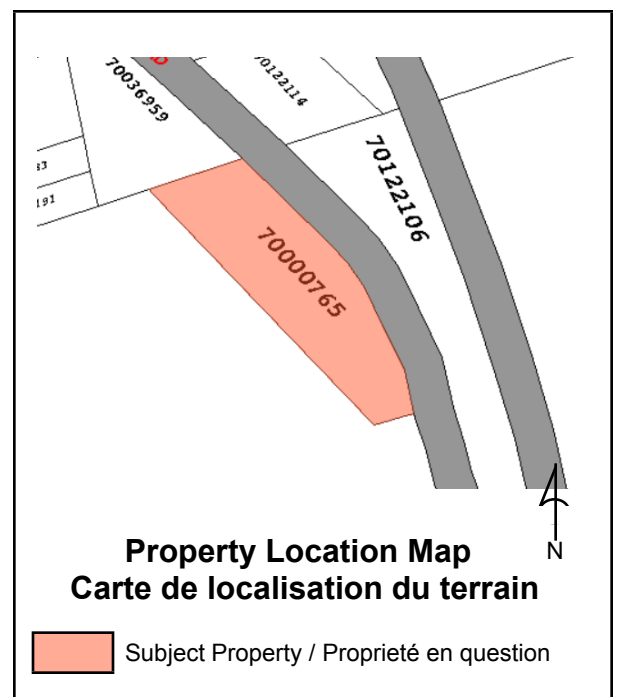 70036959
70122114
70122106
191
70000765
N
Property Location Map
Carte de localisation du terrain
Subject Property / Proprieté en question